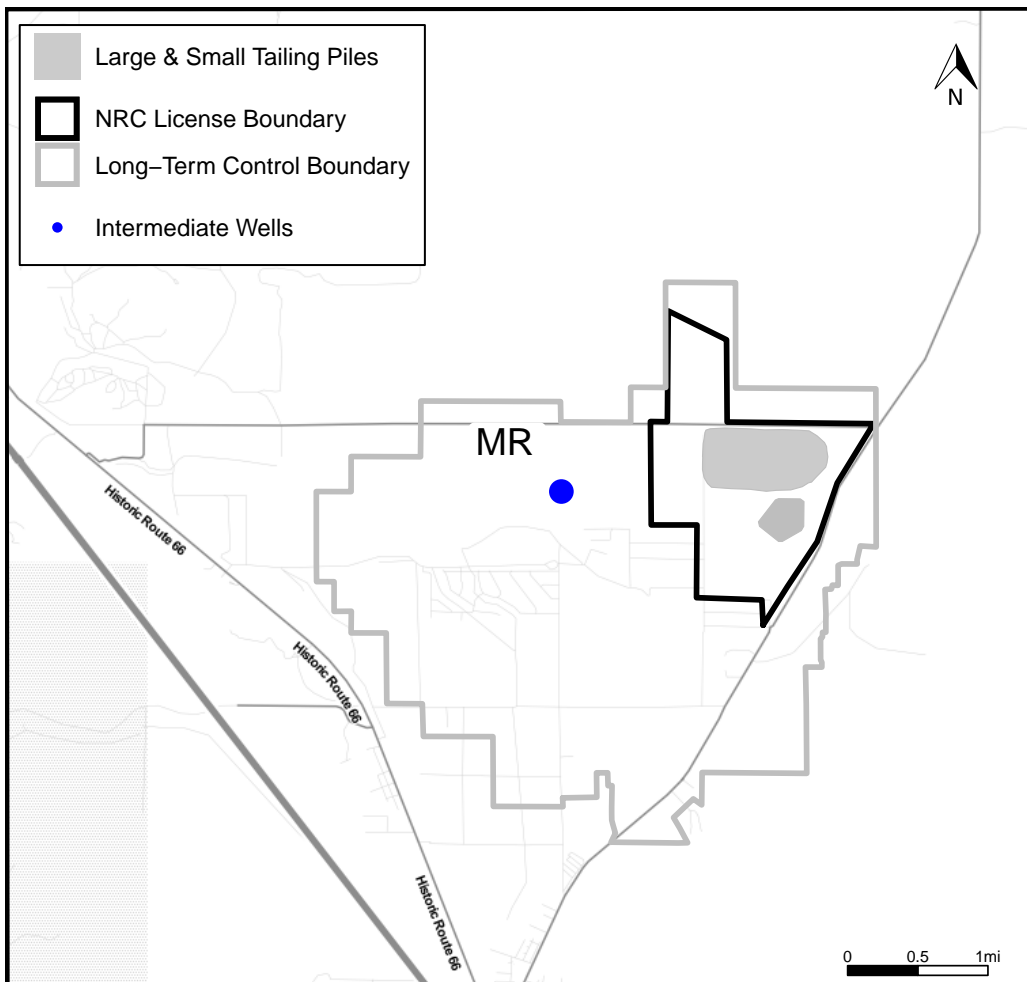 Large & Small Tailing Piles
NRC License Boundary
Long−Term Control Boundary
Intermediate Wells
N
MR
Historic Route 66
Historic Route 66
Historic Route 66
0 0.5 1mi